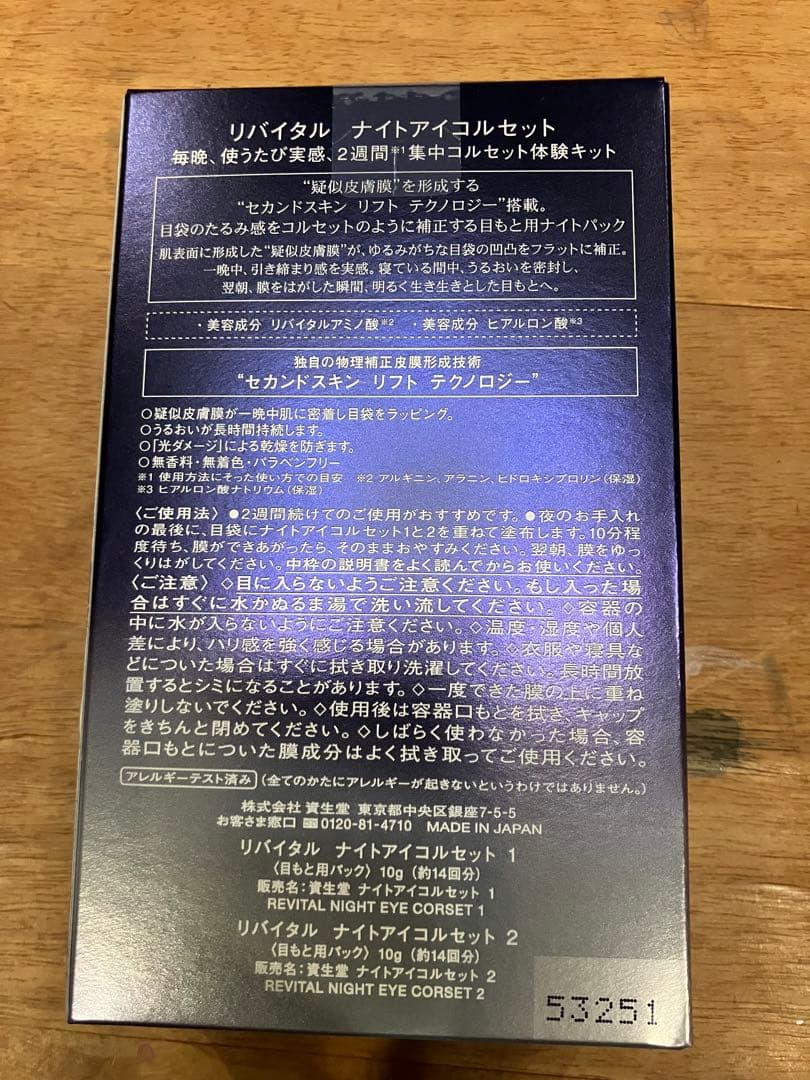 リバイタル　ナイトアイコルセット
毎晩、使うたび実感、2週間※1集中コルセット体験キット
“疑似皮膚膜”を形成する
“セカンドスキン リフト テクノロジー”搭載。
目袋のたるみ感をコルセットのように補正する目もと用ナイトパック
肌表面に形成した“疑似皮膚膜”が、ゆるみがちな目袋の凹凸をフラットに補正。
一晩中、引き締まり感を実感。寝ている間中、うるおいを密封し、
翌朝、膜をはがした瞬間、明るく生き生きとした目もとへ。
・美容成分 リバイタルアミノ酸※2　・美容成分 ヒアルロン酸※3
独自の物理補正皮膜形成技術
“セカンドスキン リフト テクノロジー”
○疑似皮膚膜が一晩中肌に密着し目袋をラッピング。
○うるおいが長時間持続します。
○「光ダメージ」による乾燥を防ぎます。
○無香料・無着色・パラベンフリー
※1 使用方法にそった使い方での目安　※2 アルギニン、アラニン、ヒドロキシプロリン（保湿）
※3 ヒアルロン酸ナトリウム（保湿）
〈ご使用法〉●2週間続けてのご使用がおすすめです。●夜のお手入れ
の最後に、目袋にナイトアイコルセット1と2を重ねて塗布します。10分程
度待ち、膜ができあがったら、そのままおやすみください。翌朝、膜をゆっ
くりはがしてください。中枠の説明書をよく読んでからお使いください。
〈ご注意〉◇目に入らないようご注意ください。もし入った場
合はすぐに水かぬるま湯で洗い流してください。◇容器の
中に水が入らないようにご注意ください。◇温度・湿度や個人
差により、ハリ感を強く感じる場合があります。◇衣服や寝具な
どについた場合はすぐに拭き取り洗濯してください。長時間放
置するとシミになることがあります。◇一度できた膜の上に重ね
塗りしないでください。◇使用後は容器口もとを拭き、キャップ
をきちんと閉めてください。◇しばらく使わなかった場合、容
器口もとについた膜成分はよく拭き取ってご使用ください。
アレルギーテスト済み（全てのかたにアレルギーが起きないというわけではありません。）
株式会社 資生堂 東京都中央区銀座7-5-5
お客さま窓口 0120-81-4710　MADE IN JAPAN
リバイタル　ナイトアイコルセット 1
〈目もと用パック〉10g（約14回分）
販売名：資生堂 ナイトアイコルセット 1
REVITAL NIGHT EYE CORSET 1
リバイタル　ナイトアイコルセット 2
〈目もと用パック〉10g（約14回分）
販売名：資生堂 ナイトアイコルセット 2
REVITAL NIGHT EYE CORSET 2
53251